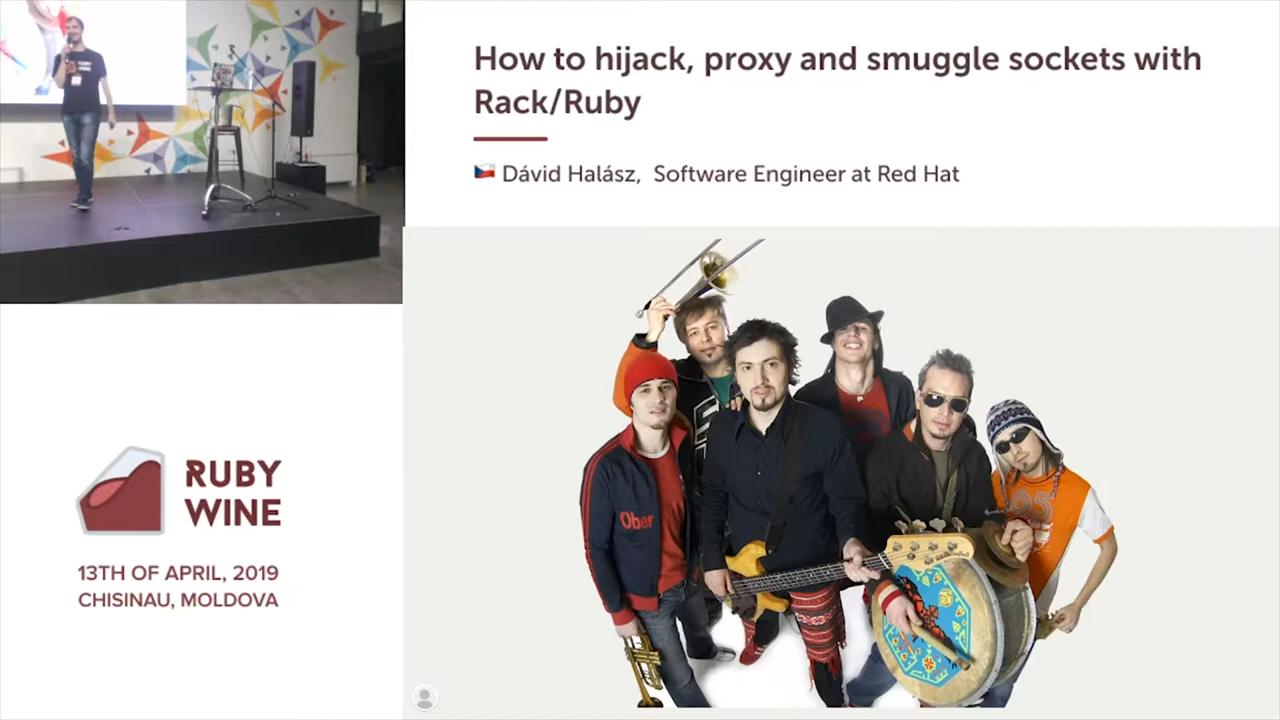 How to hijack, proxy and smuggle sockets with
Rack/Ruby
Dávid Halász, Software Engineer at Red Hat
RUBY
WINE
13TH OF APRIL, 2019
CHISINAU, MOLDOVA
Ober